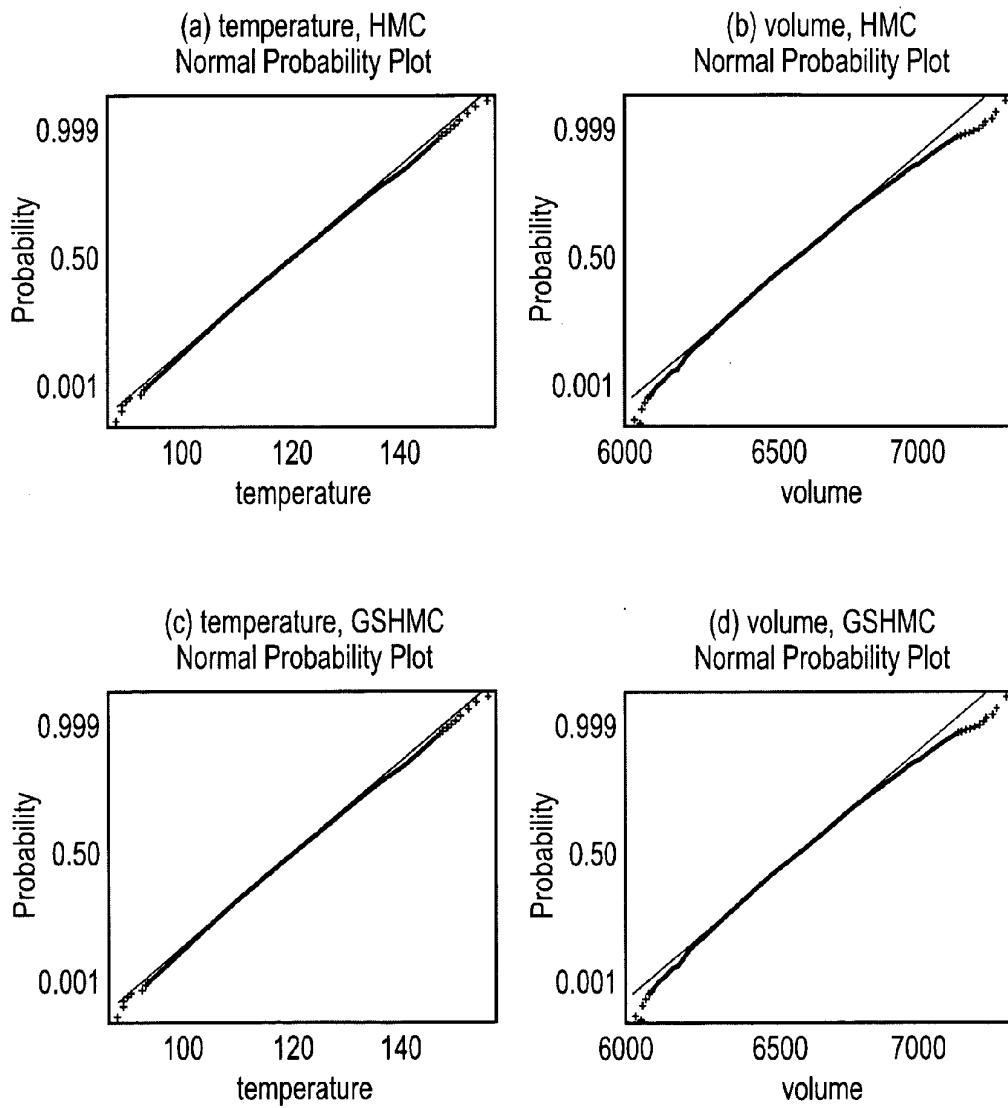 (a) temperature, HMC
Normal Probability Plot
0.999
0.50
0.001
Probability
100 120 140
temperature
(b) volume, HMC
Normal Probability Plot
0.999
0.50
0.001
Probability
6000 6500 7000
volume
(c) temperature, GSHMC
Normal Probability Plot
0.999
0.50
0.001
Probability
100 120 140
temperature
(d) volume, GSHMC
Normal Probability Plot
0.999
0.50
0.001
Probability
6000 6500 7000
volume